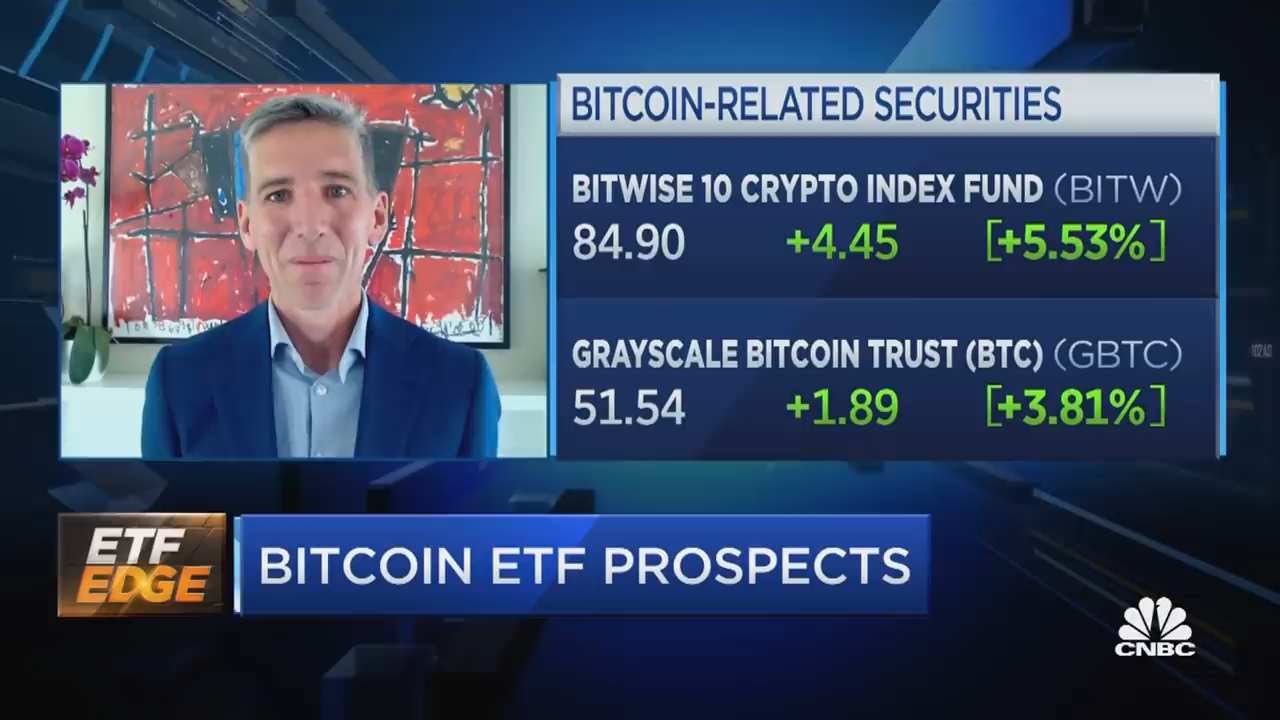 BITCOIN-RELATED SECURITIES
BITWISE 10 CRYPTO INDEX FUND (BITW)
84.90 +4.45 [+5.53%]
GRAYSCALE BITCOIN TRUST (BTC) (GBTC)
51.54 +1.89 [+3.81%]
ETF
EDGE
BITCOIN ETF PROSPECTS
CNBC